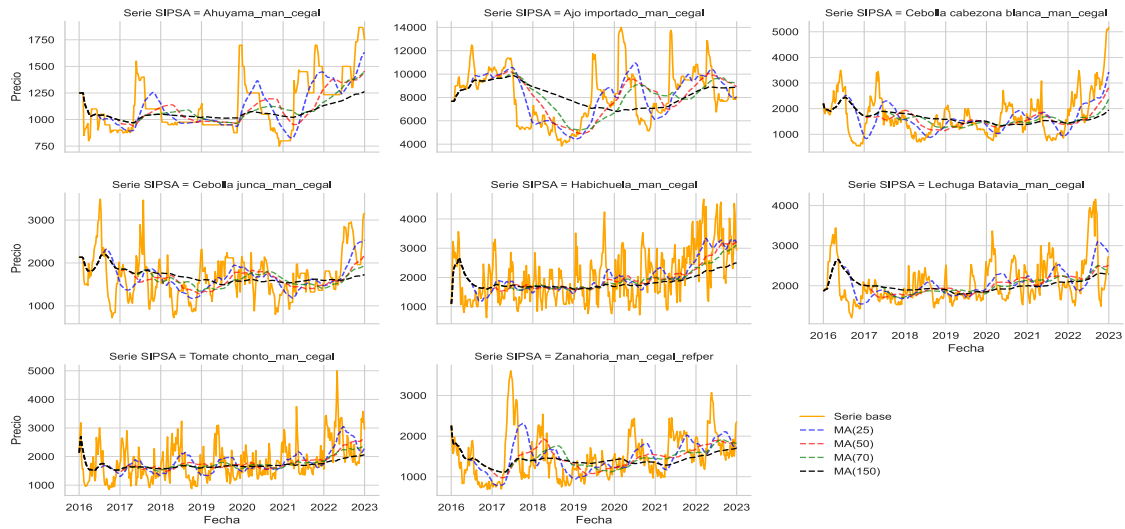 Serie SIPSA = Ahuyama_man_cegal
Serie SIPSA = Ajo importado_man_cegal
Serie SIPSA = Cebolla cabezona blanca_man_cegal
Precio
1750
1500
1250
1000
750
14000
12000
10000
8000
6000
4000
5000
4000
3000
2000
1000
Serie SIPSA = Cebolla junca_man_cegal
Serie SIPSA = Habichuela_man_cegal
Serie SIPSA = Lechuga Batavia_man_cegal
Precio
3000
2000
1000
4000
3000
2000
1000
4000
3000
2000
2016 2017 2018 2019 2020 2021 2022 2023
Fecha
Serie SIPSA = Tomate chonto_man_cegal
Serie SIPSA = Zanahoria_man_cegal_refper
Precio
5000
4000
3000
2000
1000
3000
2000
1000
2016 2017 2018 2019 2020 2021 2022 2023
Fecha
2016 2017 2018 2019 2020 2021 2022 2023
Fecha
Serie base
MA(25)
MA(50)
MA(70)
MA(150)